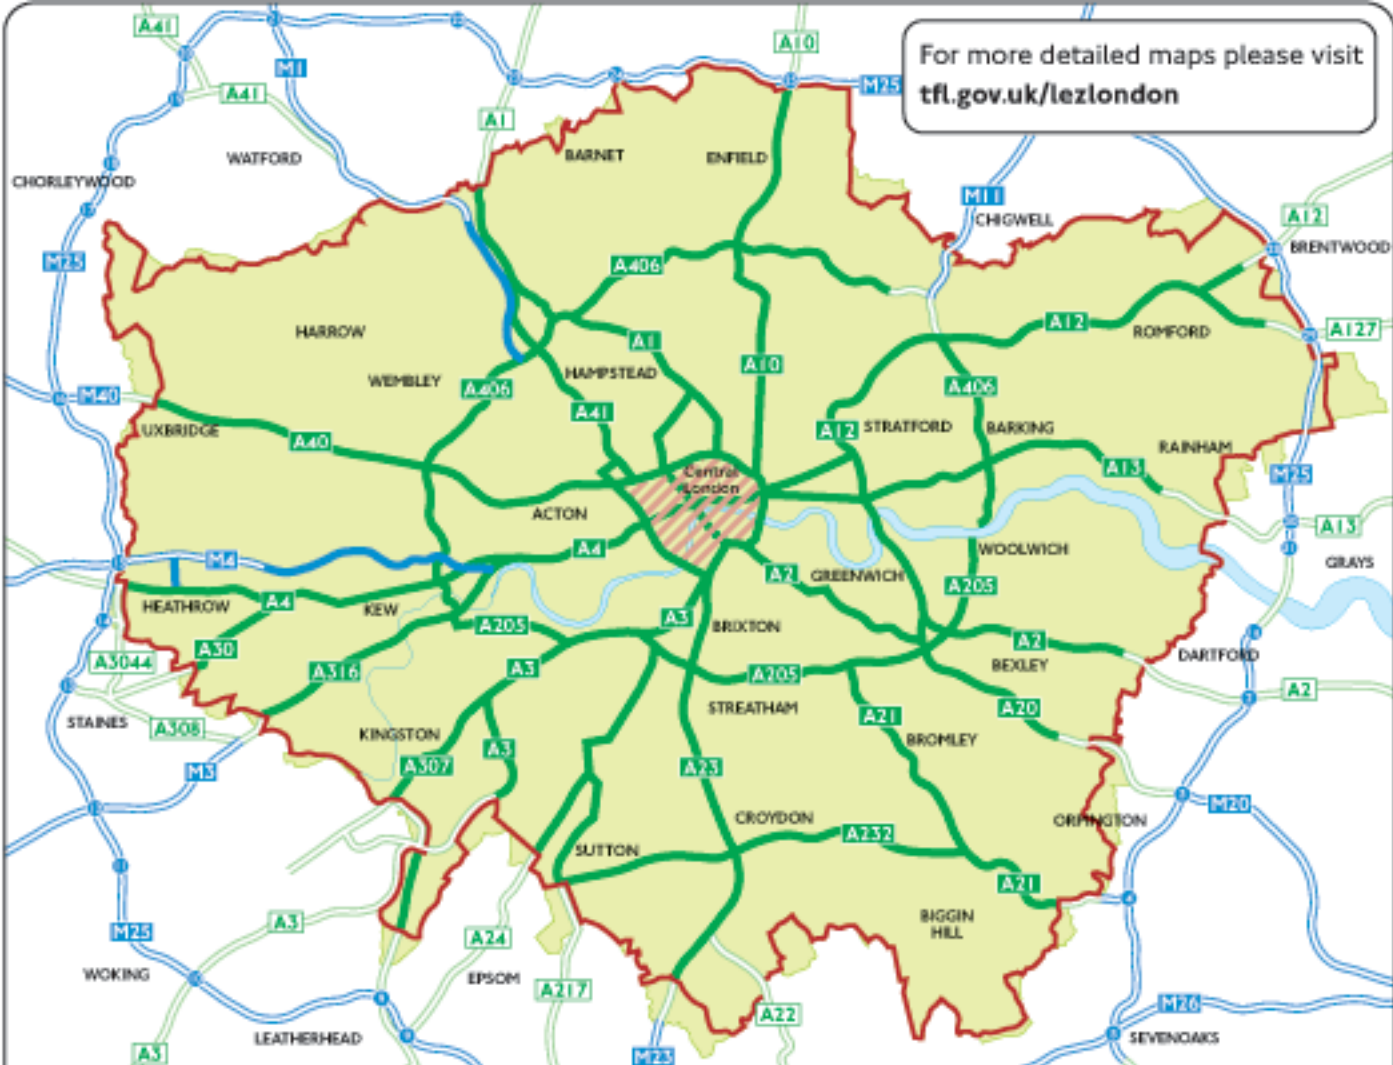 A41
M1
A10
For more detailed maps please visit
tfl.gov.uk/lezlondon
M25
A41
A1
WATFORD
BARNET
ENFIELD
CHORLEYWOOD
M11
CHIGWELL
A12
BRENTWOOD
M25
A406
HARROW
A1
A12
ROMFORD
A127
WEMBLEY
A406
HAMPSTEAD
A10
A406
M40
A41
UXBRIDGE
A40
A12
STRATFORD
BARKING
RAINHAM
A13
M25
Central
London
ACTON
A13
M4
A4
WOOLWICH
GRAYS
A2
GREENWICH
A205
HEATHROW
A4
KEW
A205
A3
BRIXTON
A2
DARTFORD
A3044
A30
A316
A3
A205
BEXLEY
A2
STAINES
A308
STREATHAM
A21
A20
KINGSTON
A3
BROMLEY
M3
A307
A23
M20
CROYDON
A232
ORPINGTON
SUTTON
A21
A3
BIGGIN
HILL
M25
A24
WOKING
EPSOM
A217
A22
M26
LEATHERHEAD
SEVENOAKS
A3
M23